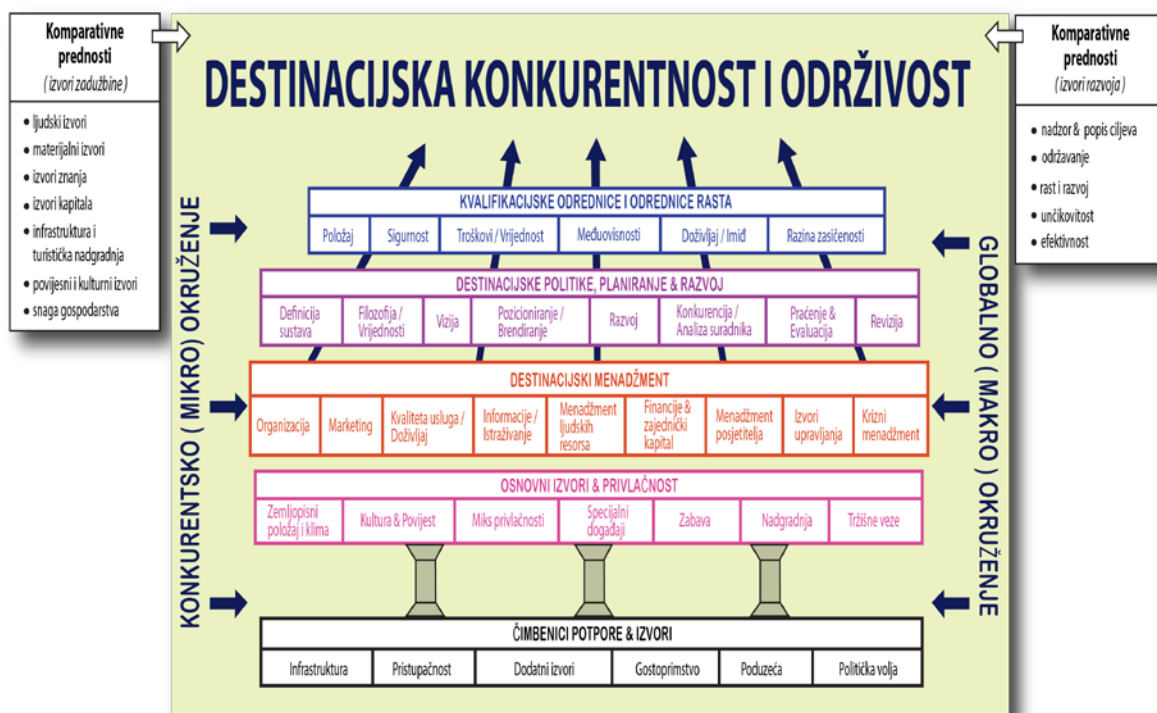 Komparativne
prednosti
(izvori zadužbine)
• ljudski izvori
• materijalni izvori
• izvori znanja
• izvori kapitala
• infrastruktura i
turistička nadgradnja
• povijesni i kulturni izvori
• snaga gospodarstva
DESTINACIJSKA KONKURENTNOST I ODRŽIVOST
Komparativne
prednosti
(izvori razvoja)
• nadzor & popis ciljeva
• održavanje
• rast i razvoj
• unčikovitost
• efektivnost
KONKURENTSKO ( MIKRO) OKRUŽENJE
GLOBALNO ( MAKRO ) OKRUŽENJE
KVALIFIKACIJSKE ODREDNICE I ODREDNICE RASTA
Položaj
Sigurnost
Troškovi / Vrijednost
Međuovisnosti
Doživljaj / Imiđ
Razina zasićenosti
DESTINACIJSKE POLITIKE, PLANIRANJE & RAZVOJ
Definicija
sustava
Filozofija /
Vrijednosti
Vizija
Pozicioniranje /
Brendiranje
Razvoj
Konkurencija /
Analiza suradnika
Praćenje &
Evaluacija
Revizija
DESTINACIJSKI MENADŽMENT
Organizacija
Marketing
Kvaliteta usluga /
Doživljaj
Informacije /
Istraživanje
Menadžment
ljudskih
resorsa
Financije &
zajednički
kapital
Menadžment
posjetitelja
Izvori
upravljanja
Krizni
menadžment
OSNOVNI IZVORI & PRIVLAČNOST
Zemljopisni
položaj i klima
Kultura & Povijest
Miks privlačnosti
Specijalni
događaji
Zabava
Nadgradnja
Tržišne veze
ČIMBENICI POTPORE & IZVORI
Infrastruktura
Pristupačnost
Dodatni izvori
Gostoprimstvo
Poduzeća
Politička volja